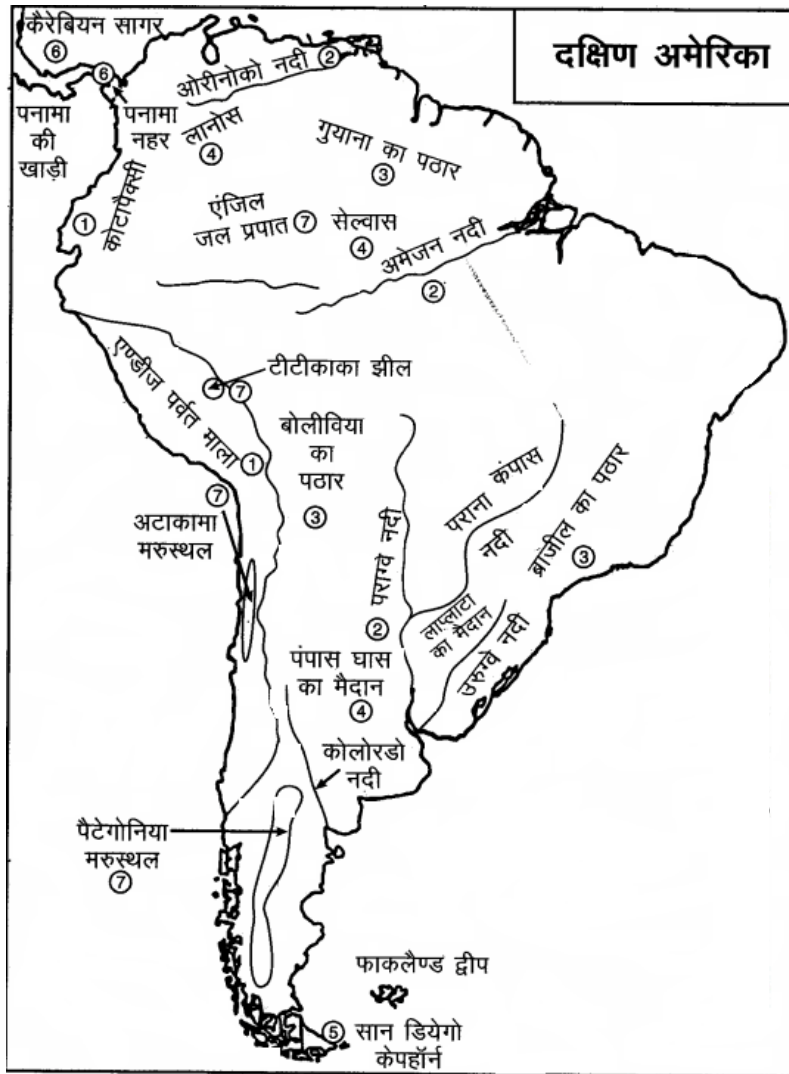 दक्षिण अमेरिका
कैरेबियन सागर
⑥
⑥
ओरीनोको नदी ②
पनामा
की
खाड़ी
पनामा
नहर
लानोस
④
गुयाना का पठार
③
①
कोटापैक्सी
एंजिल
जल प्रपात ⑦
सेल्वास
④
अमेजन नदी
②
टीटीकाका झील
⑦
एण्डीज पर्वत माला ①
बोलीविया
का
पठार
③
⑦
अटाकामा
मरुस्थल
पराग्वे नदी
②
पराना कंपास
नदी
ब्राजील का पठार
③
लाप्लाटा
का मैदान
उरुग्वे नदी
पंपास घास
का मैदान
④
कोलोरडो
नदी
पैटेगोनिया
मरुस्थल
⑦
फाकलैण्ड द्वीप
⑤ सान डियेगो
केपहॉर्न